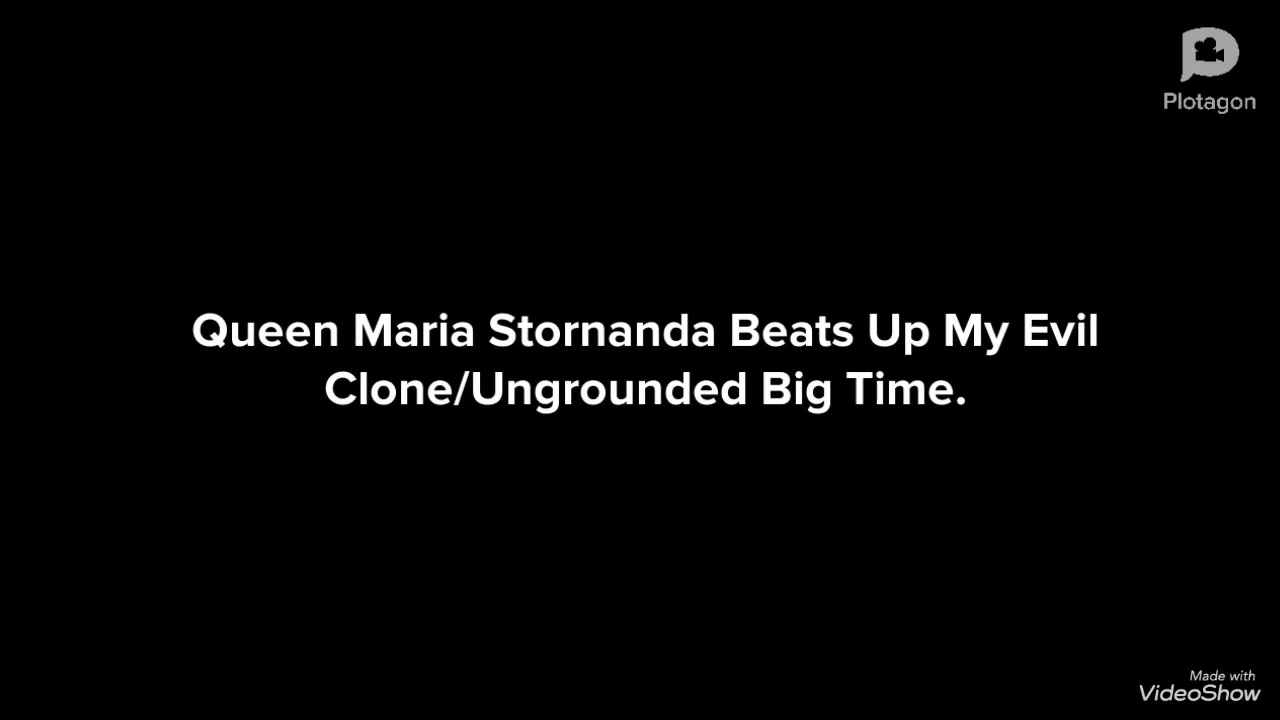 Plotagon
Queen Maria Stornanda Beats Up My Evil
Clone/Ungrounded Big Time.
Made with
VideoShow